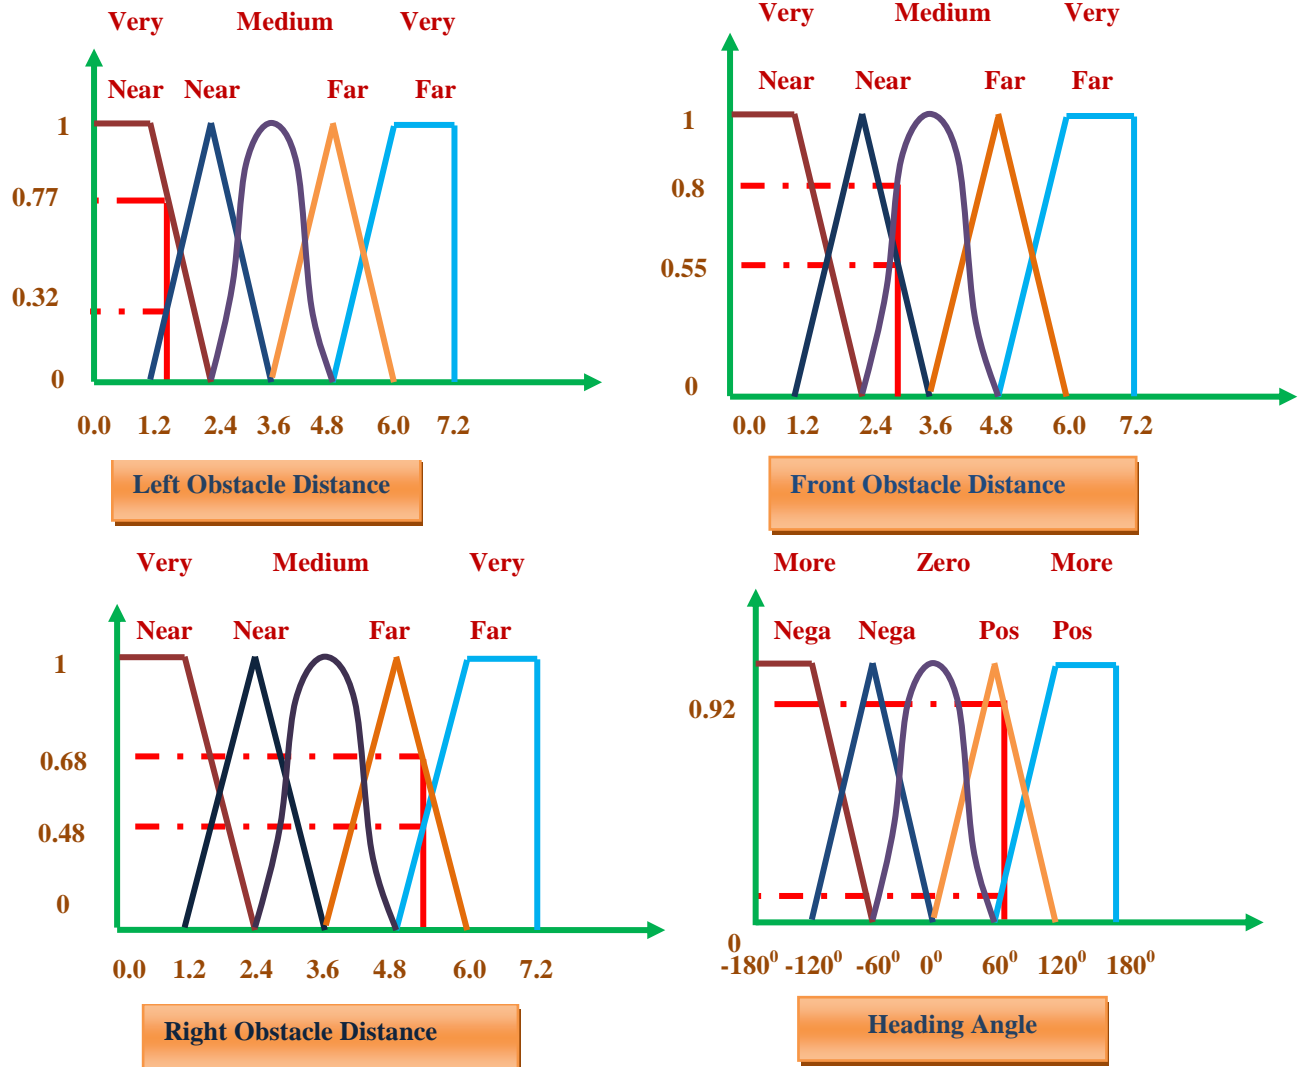 Very Medium Very
Near Near Far Far
1
0.77
0.32
0
0.0 1.2 2.4 3.6 4.8 6.0 7.2
Left Obstacle Distance
Very Medium Very
Near Near Far Far
1
0.8
0.55
0
0.0 1.2 2.4 3.6 4.8 6.0 7.2
Front Obstacle Distance
Very Medium Very
Near Near Far Far
1
0.68
0.48
0
0.0 1.2 2.4 3.6 4.8 6.0 7.2
Right Obstacle Distance
More Zero More
Nega Nega Pos Pos
0.92
0
-180⁰ -120⁰ -60⁰ 0⁰ 60⁰ 120⁰ 180⁰
Heading Angle